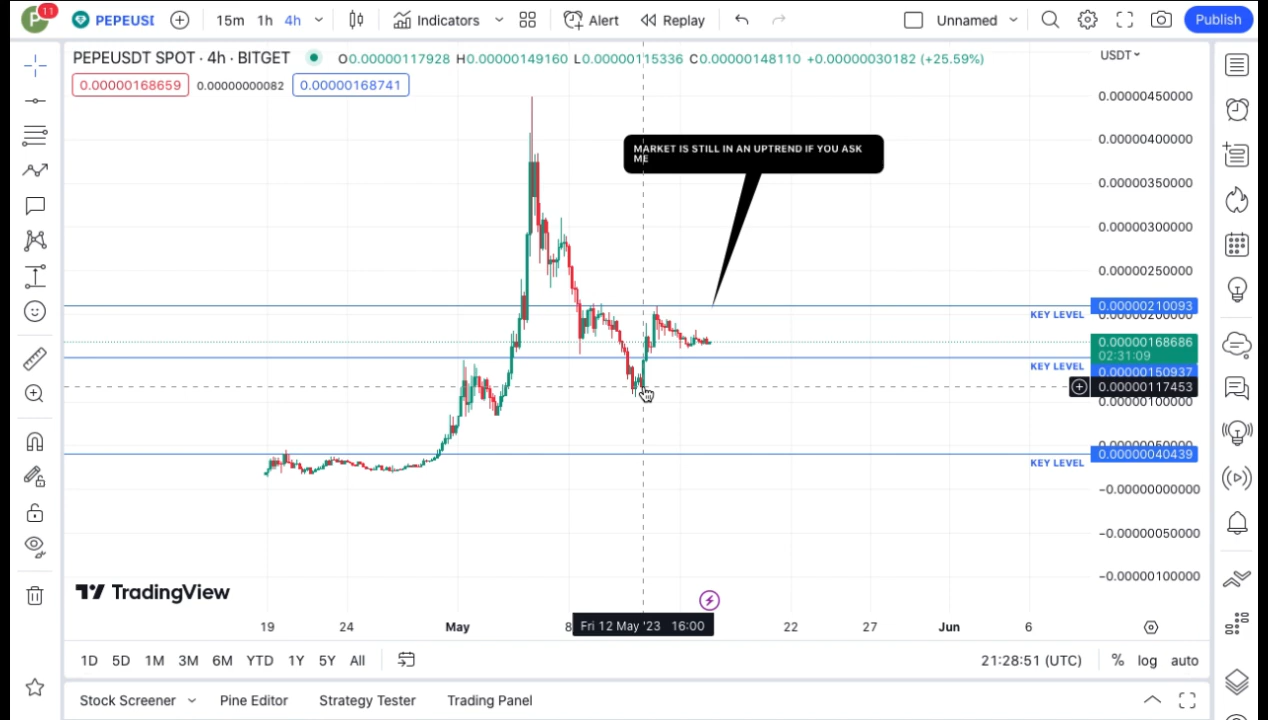 11
P
PEPEUSI
15m 1h 4h
Indicators
Alert
Replay
Unnamed
Publish
PEPEUSDT SPOT · 4h · BITGET
O0.00000117928 H0.00000149160 L0.00000115336 C0.00000148110 +0.00000030182 (+25.59%)
USDT
0.00000168659
0.00000000082
0.00000168741
0.00000450000
0.00000400000
MARKET IS STILL IN AN UPTREND IF YOU ASK
ME
0.00000350000
0.00000300000
0.00000250000
0.00000210093
KEY LEVEL
0.00000200000
0.00000168686
02:31:09
KEY LEVEL
0.00000150937
0.00000117453
0.00000100000
0.00000050000
0.00000040439
KEY LEVEL
−0.00000000000
−0.00000050000
−0.00000100000
TradingView
19 24 May 8 Fri 12 May '23 16:00 22 27 Jun 6
1D 5D 1M 3M 6M YTD 1Y 5Y All
21:28:51 (UTC)
% log auto
Stock Screener
Pine Editor
Strategy Tester
Trading Panel